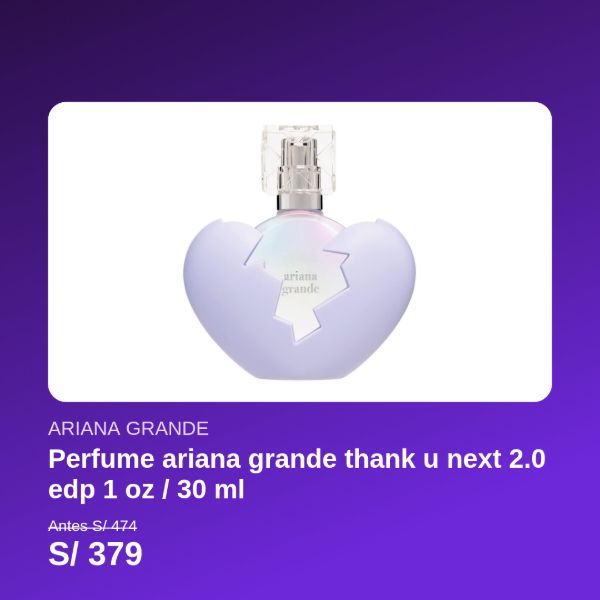 ariana
grande
ARIANA GRANDE
Perfume ariana grande thank u next 2.0
edp 1 oz / 30 ml
Antes S/ 474
S/ 379